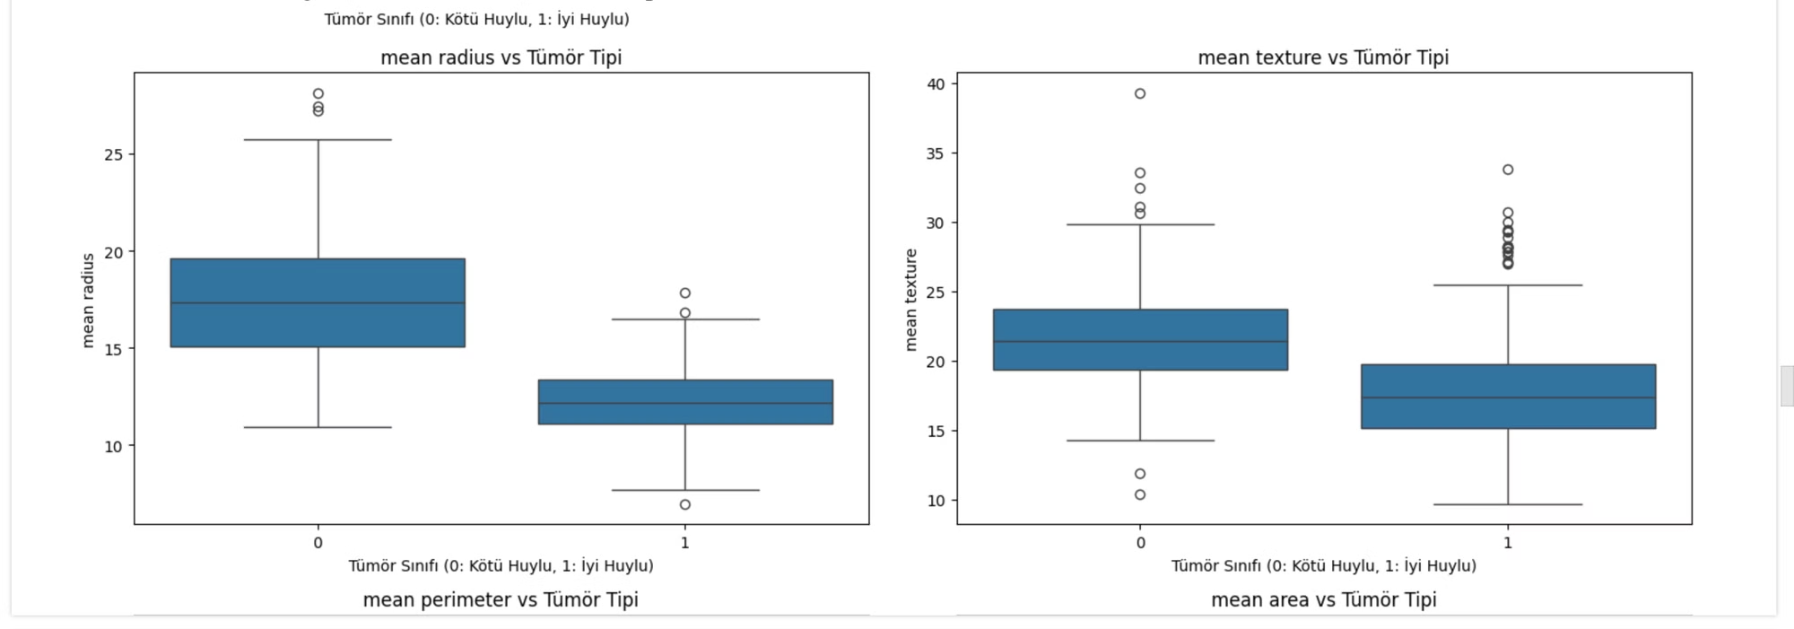 Tümör Sınıfı (0: Kötü Huylu, 1: İyi Huylu)
mean radius vs Tümör Tipi
mean radius
25
20
15
10
0
1
Tümör Sınıfı (0: Kötü Huylu, 1: İyi Huylu)
mean texture vs Tümör Tipi
mean texture
40
35
30
25
20
15
10
0
1
Tümör Sınıfı (0: Kötü Huylu, 1: İyi Huylu)
mean perimeter vs Tümör Tipi
mean area vs Tümör Tipi